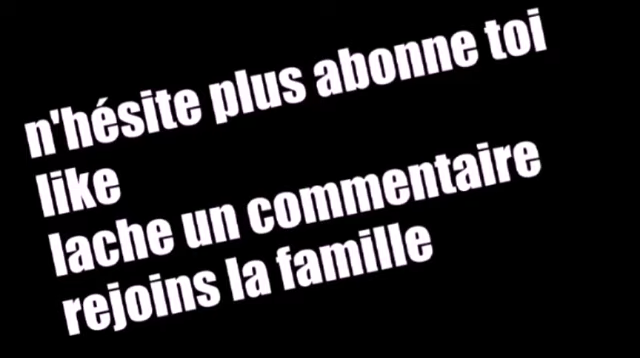 n'hésite plus abonne toi
like
lache un commentaire
rejoins la famille